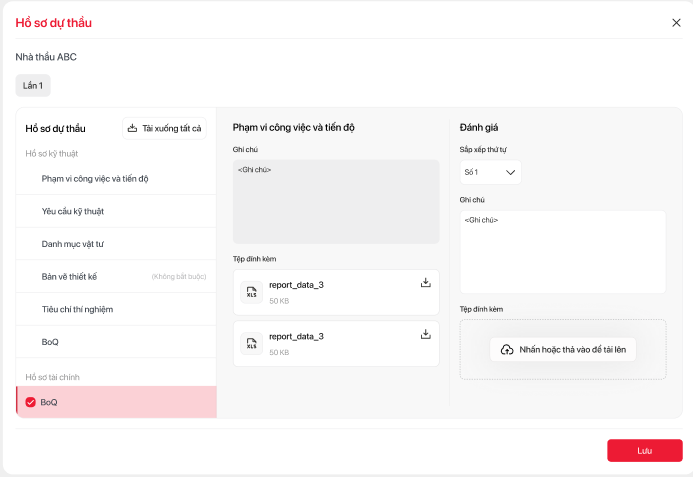 Hồ sơ dự thầu
Nhà thầu ABC
Lần 1
Hồ sơ dự thầu
Tải xuống tất cả
Hồ sơ kỹ thuật
Phạm vi công việc và tiến độ
Yêu cầu kỹ thuật
Danh mục vật tư
Bản vẽ thiết kế
(Không bắt buộc)
Tiêu chí thí nghiệm
BoQ
Hồ sơ tài chính
BoQ
Phạm vi công việc và tiến độ
Ghi chú
<Ghi chú>
Tệp đính kèm
XLS
report_data_3
50 KB
XLS
report_data_3
50 KB
Đánh giá
Sắp xếp thứ tự
Số 1
Ghi chú
<Ghi chú>
Tệp đính kèm
Nhấn hoặc thả vào để tải lên
Lưu